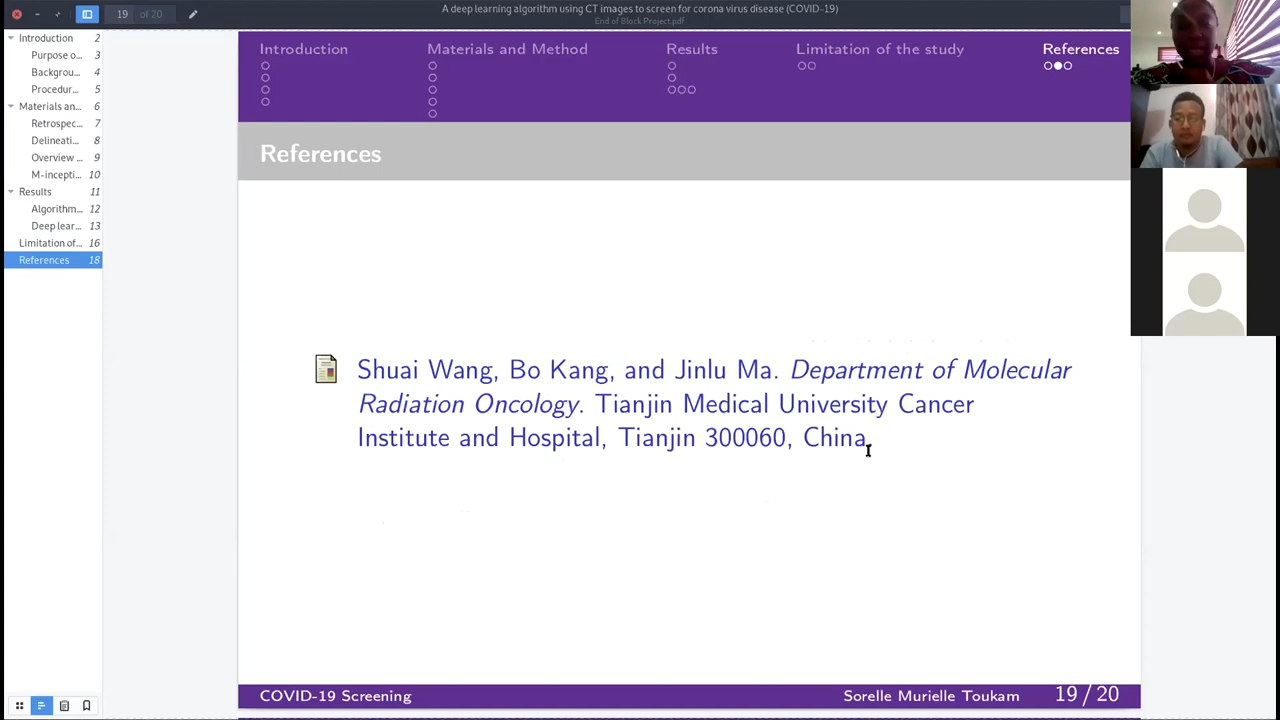 A deep learning algorithm using CT images to screen for corona virus disease (COVID-19)
End of Block Project.pdf
19 of 20
Introduction 2
Purpose o... 3
Backgrou... 4
Procedur... 5
Materials an... 6
Retrospec... 7
Delineati... 8
Overview ... 9
M-incepti... 10
Results 11
Algorithm... 12
Deep lear... 13
Limitation of... 16
References 18
Introduction Materials and Method Results Limitation of the study References
References
Shuai Wang, Bo Kang, and Jinlu Ma. Department of Molecular
Radiation Oncology. Tianjin Medical University Cancer
Institute and Hospital, Tianjin 300060, China.
COVID-19 Screening Sorelle Murielle Toukam 19 / 20